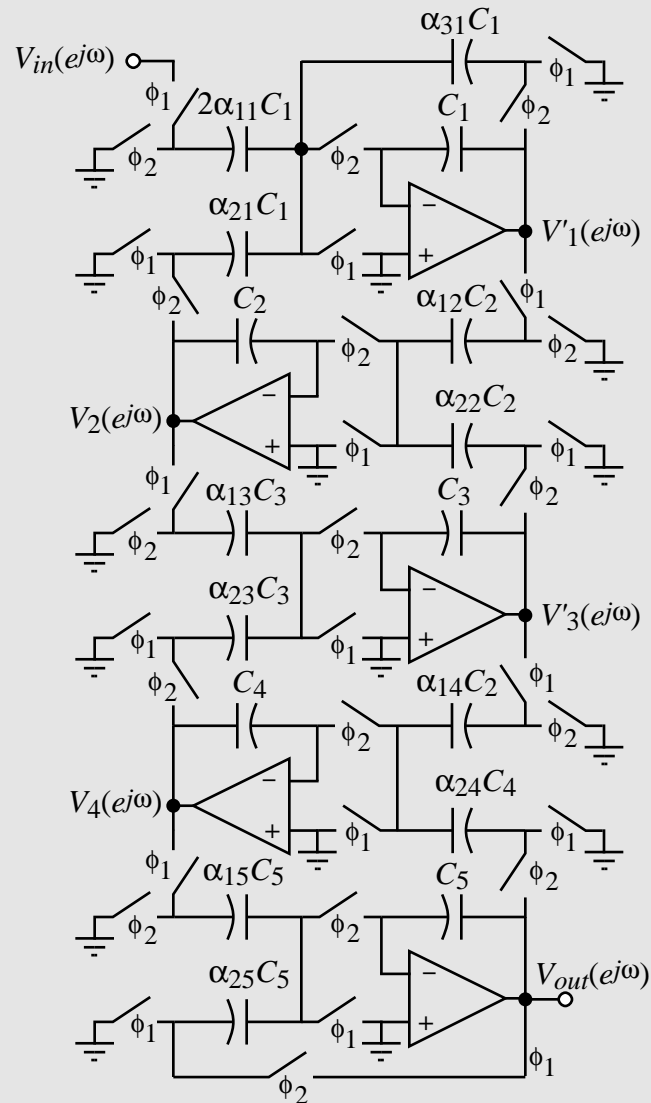 α31C1
Vin(ejω)
ϕ1
ϕ1 2α11C1 C1 ϕ2
ϕ2 ϕ2
α21C1
−
+
V'1(ejω)
ϕ1 ϕ1
ϕ2 C2 α12C2 ϕ1
ϕ2 ϕ2
−
+
α22C2
V2(ejω)
ϕ1 ϕ1
ϕ1 α13C3 C3 ϕ2
ϕ2 ϕ2
α23C3
−
+
V'3(ejω)
ϕ1 ϕ1
ϕ2 C4 α14C2 ϕ1
ϕ2 ϕ2
−
+
α24C4
V4(ejω)
ϕ1 ϕ1
ϕ1 α15C5 C5 ϕ2
ϕ2 ϕ2
α25C5
−
+
Vout(ejω)
ϕ1 ϕ1
ϕ1
ϕ2